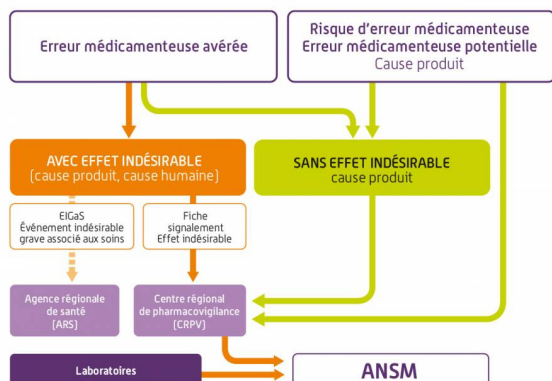 Erreur médicamenteuse avérée
Risque d'erreur médicamenteuse
Erreur médicamenteuse potentielle
Cause produit
AVEC EFFET INDÉSIRABLE
(cause produit, cause humaine)
SANS EFFET INDÉSIRABLE
cause produit
EIGaS
Événement indésirable
grave associé aux soins
Fiche
signalement
Effet indésirable
Agence régionale
de santé
(ARS)
Centre régional
de pharmacovigilance
(CRPV)
Laboratoires
ANSM